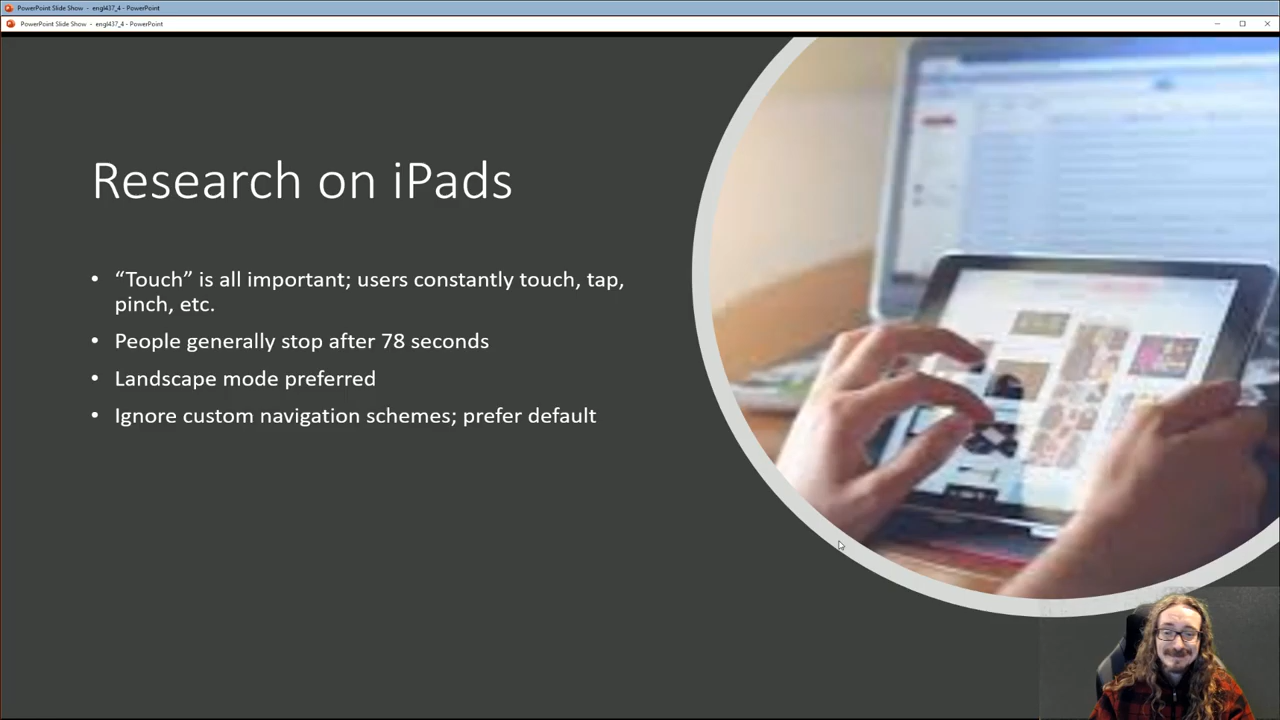 PowerPoint Slide Show - engl437_4 - PowerPoint
PowerPoint Slide Show - engl437_4 - PowerPoint
Research on iPads
• “Touch” is all important; users constantly touch, tap,
pinch, etc.
• People generally stop after 78 seconds
• Landscape mode preferred
• Ignore custom navigation schemes; prefer default